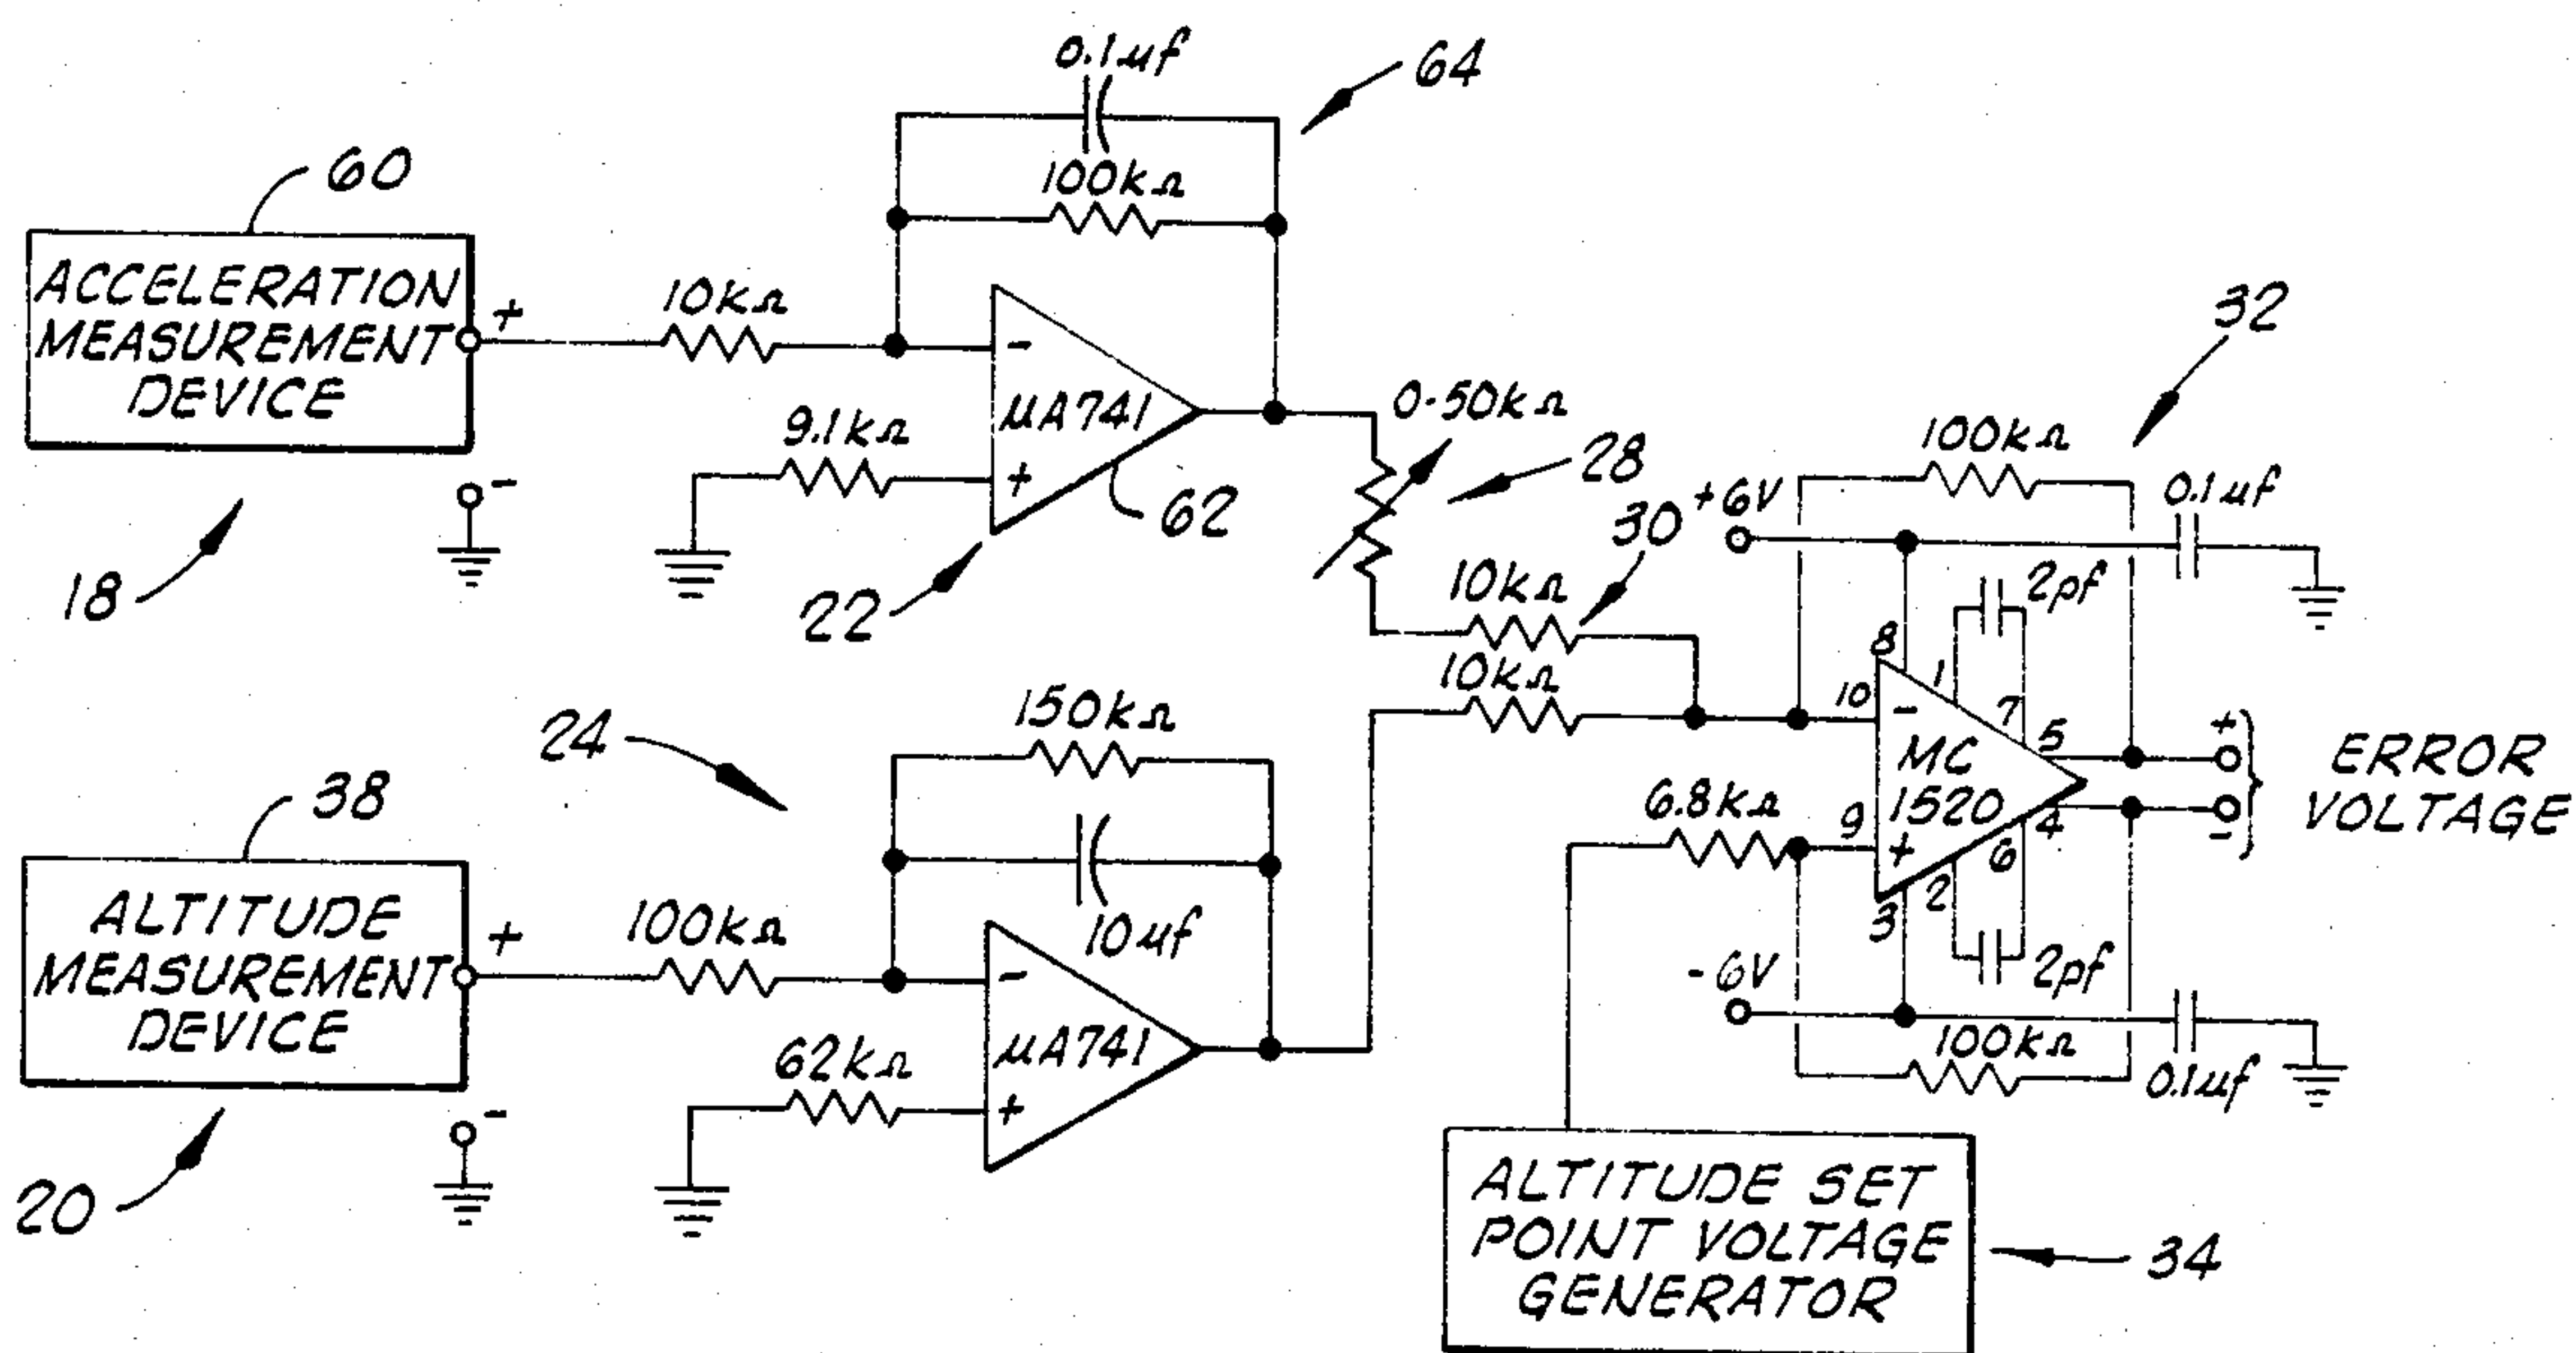 0.1µf
64
100kΩ
60
ACCELERATION
MEASUREMENT
DEVICE
+
-
18
10kΩ
9.1kΩ
-
µA741
+
62
22
0-50kΩ
28
30
10kΩ
10kΩ
32
100kΩ
+6V
0.1µf
2pf
8
1
10
-
7
5
MC
1520
+
-
ERROR
VOLTAGE
6.8kΩ
9
+
4
6
2
3
2pf
-6V
100kΩ
0.1µf
24
150kΩ
10µf
38
ALTITUDE
MEASUREMENT
DEVICE
+
-
20
100kΩ
62kΩ
-
µA741
+
ALTITUDE SET
POINT VOLTAGE
GENERATOR
34